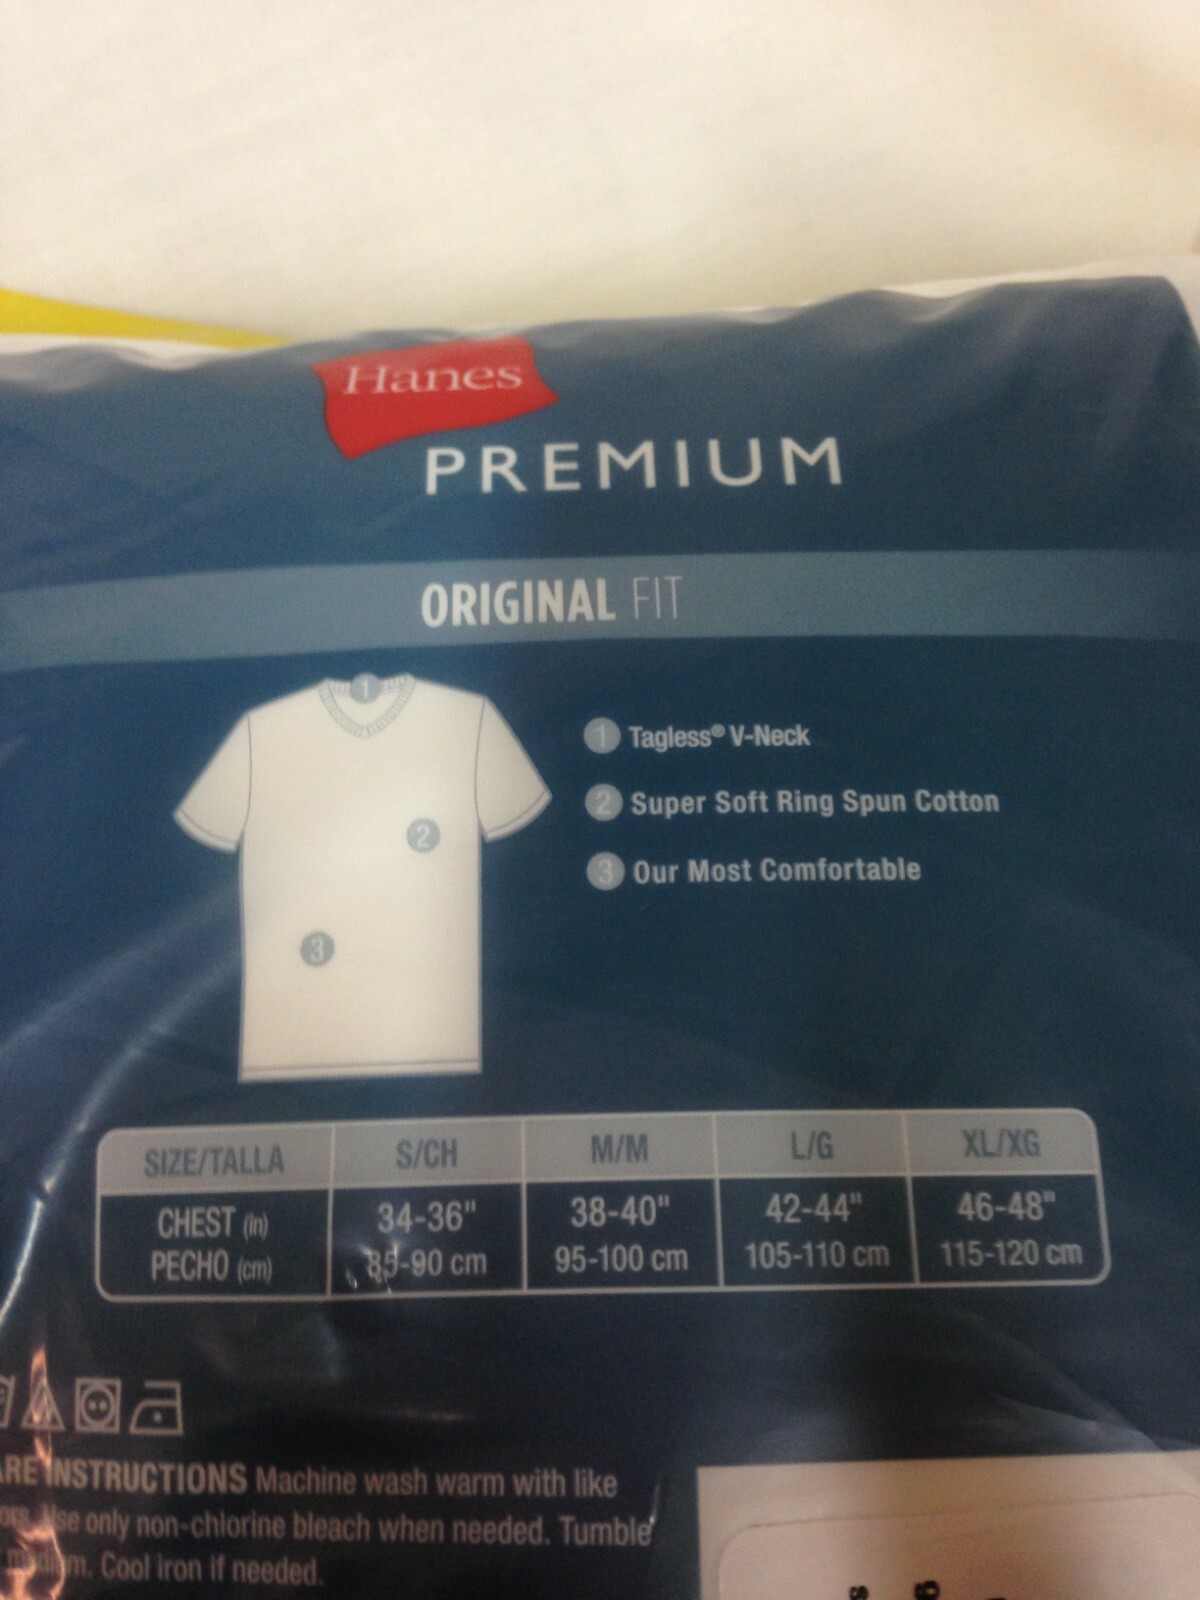 Hanes
PREMIUM
ORIGINAL FIT
1
1 Tagless® V-Neck
2 Super Soft Ring Spun Cotton
2
3 Our Most Comfortable
3
SIZE/TALLA S/CH M/M L/G XL/XG
CHEST (in) 34-36" 38-40" 42-44" 46-48"
PECHO (cm) 85-90 cm 95-100 cm 105-110 cm 115-120 cm
INSTRUCTIONS Machine wash warm with like
Use only non-chlorine bleach when needed. Tumble
Cool iron if needed.